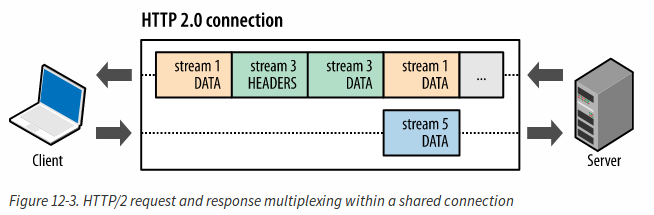 HTTP 2.0 connection
stream 1
DATA
stream 3
HEADERS
stream 3
DATA
stream 1
DATA
...
stream 5
DATA
Client
Server
Figure 12-3. HTTP/2 request and response multiplexing within a shared connection